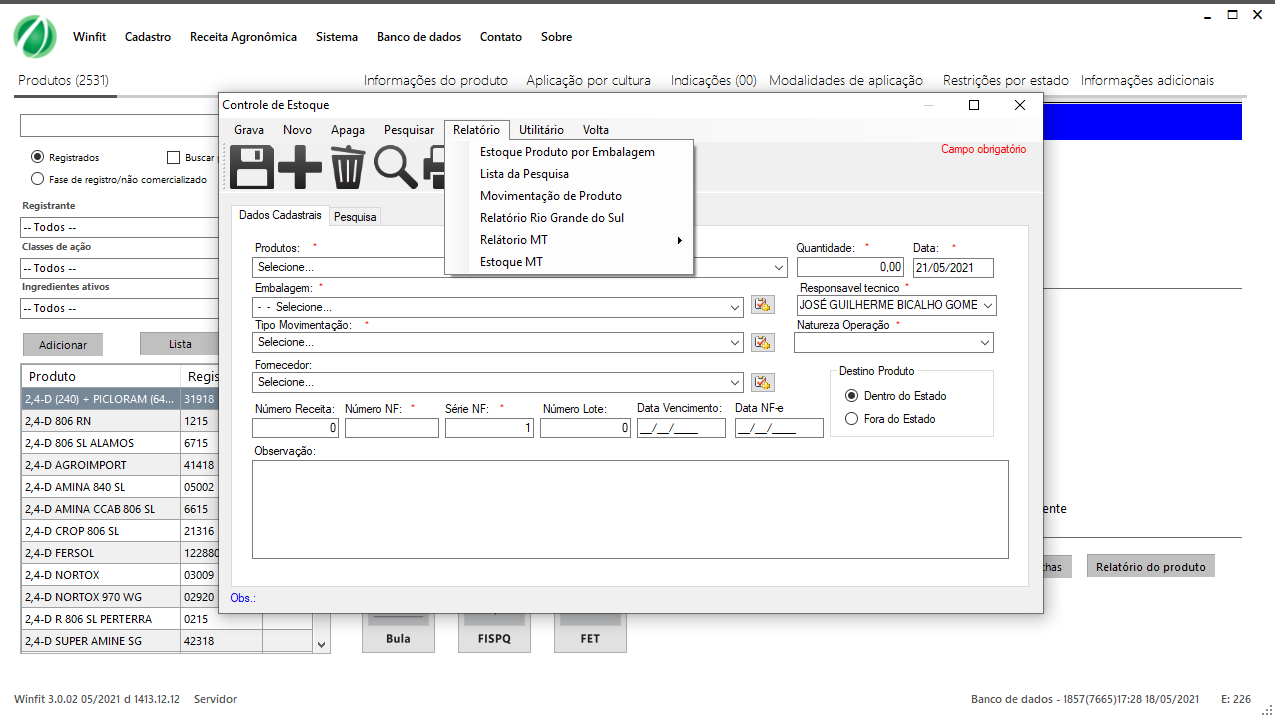 Winfit Cadastro Receita Agronômica Sistema Banco de dados Contato Sobre
Produtos (2531) Informações do produto Aplicação por cultura Indicações (00) Modalidades de aplicação Restrições por estado Informações adicionais
Controle de Estoque
Grava Novo Apaga Pesquisar Relatório Utilitário Volta
Campo obrigatório
Estoque Produto por Embalagem
Lista da Pesquisa
Movimentação de Produto
Relatório Rio Grande do Sul
Relátorio MT
Estoque MT
Registrados Buscar
Fase de registro/não comercializado
Registrante
-- Todos --
Classes de ação
-- Todos --
Ingredientes ativos
-- Todos --
Adicionar Lista
Dados Cadastrais Pesquisa
Produtos: * Quantidade: * Data: *
Selecione... 0,00 21/05/2021
Embalagem: * Responsavel tecnico *
- - Selecione... JOSÉ GUILHERME BICALHO GOME
Tipo Movimentação: * Natureza Operação *
Selecione...
Fornecedor:
Selecione...
Destino Produto
Dentro do Estado
Fora do Estado
Número Receita: Número NF: * Série NF: * Número Lote: Data Vencimento: Data NF-e
0 1 0 __/__/____ __/__/____
Observação:
Obs.:
Produto Regis
2,4-D (240) + PICLORAM (64... 31918
2,4-D 806 RN 1215
2,4-D 806 SL ALAMOS 6715
2,4-D AGROIMPORT 41418
2,4-D AMINA 840 SL 05002
2,4-D AMINA CCAB 806 SL 6615
2,4-D CROP 806 SL 21316
2,4-D FERSOL 122880
2,4-D NORTOX 03009
2,4-D NORTOX 970 WG 02920
2,4-D R 806 SL PERTERRA 0215
2,4-D SUPER AMINE SG 42318
ente
has Relatório do produto
Bula FISPQ FET
Winfit 3.0.02 05/2021 d 1413.12.12 Servidor Banco de dados - 1857(7665)17:28 18/05/2021 E: 226